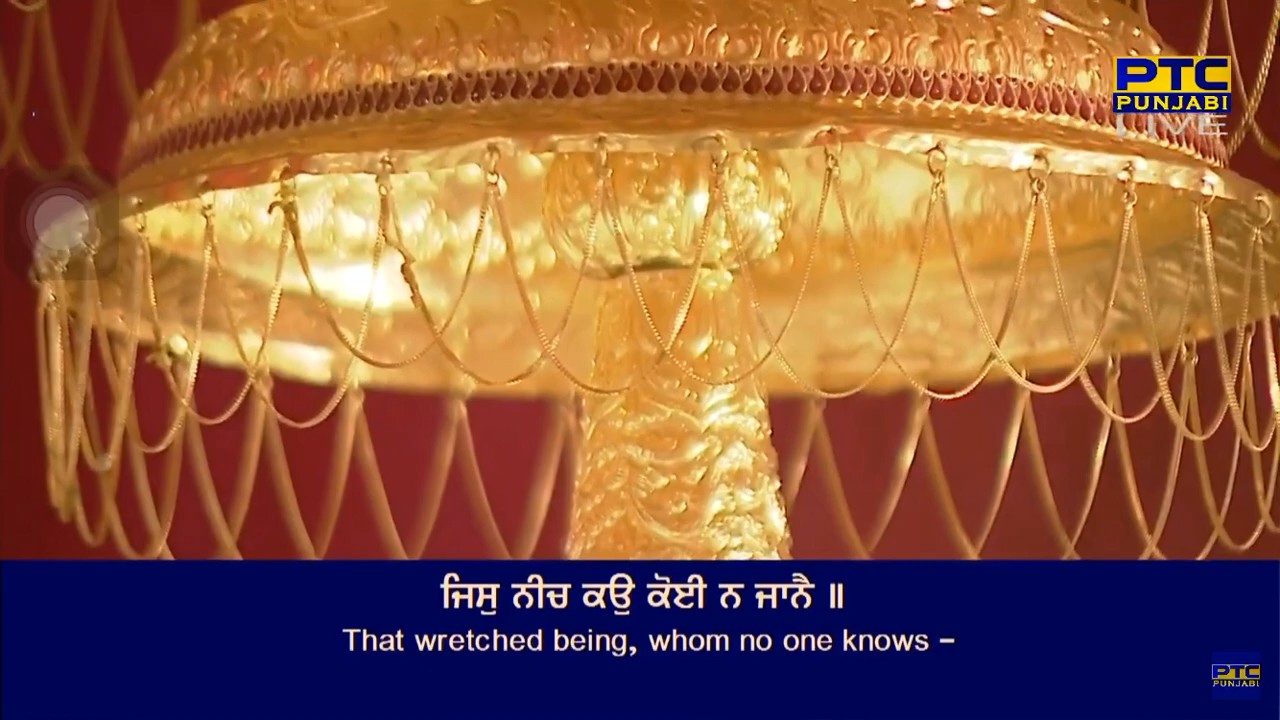 PTC
PUNJABI
LIVE
ਜਿਸੁ ਨੀਚ ਕਉ ਕੋਈ ਨ ਜਾਨੈ ॥
That wretched being, whom no one knows –
PTC
PUNJABI